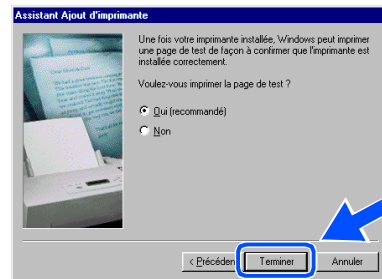 Assistant Ajout d'imprimante
Une fois votre imprimante installée, Windows peut imprimer
une page de test de façon à confirmer que l'imprimante est
installée correctement.
Voulez-vous imprimer la page de test ?
Oui (recommandé)
Non
< Précéden
Terminer
Annuler